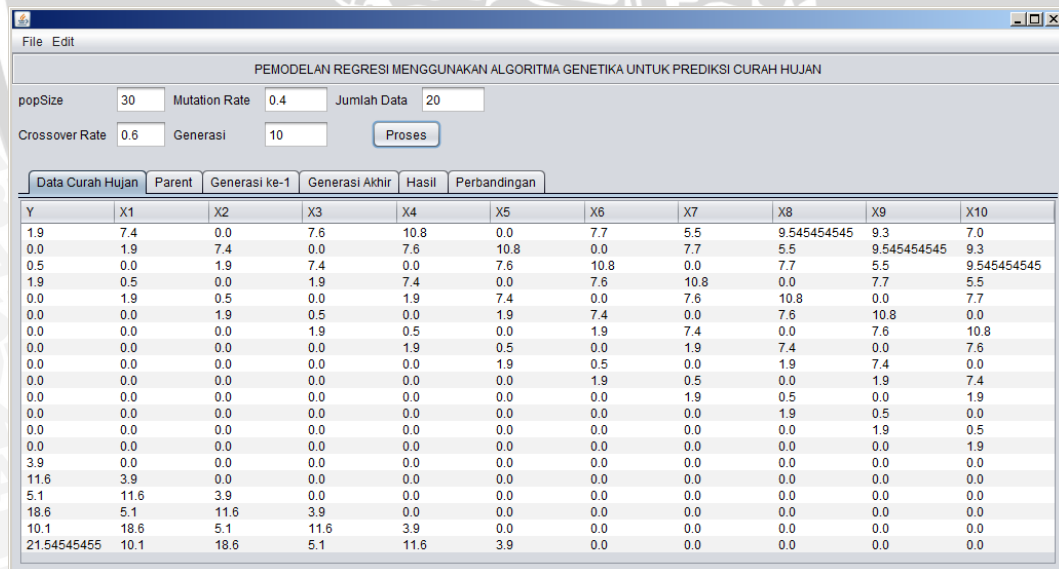 File Edit
PEMODELAN REGRESI MENGGUNAKAN ALGORITMA GENETIKA UNTUK PREDIKSI CURAH HUJAN
popSize 30 Mutation Rate 0.4 Jumlah Data 20
Crossover Rate 0.6 Generasi 10 Proses
Data Curah Hujan Parent Generasi ke-1 Generasi Akhir Hasil Perbandingan
Y X1 X2 X3 X4 X5 X6 X7 X8 X9 X10
1.9 7.4 0.0 7.6 10.8 0.0 7.7 5.5 9.545454545 9.3 7.0
0.0 1.9 7.4 0.0 7.6 10.8 0.0 7.7 5.5 9.545454545 9.3
0.5 0.0 1.9 7.4 0.0 7.6 10.8 0.0 7.7 5.5 9.545454545
1.9 0.5 0.0 1.9 7.4 0.0 7.6 10.8 0.0 7.7 5.5
0.0 1.9 0.5 0.0 1.9 7.4 0.0 7.6 10.8 0.0 7.7
0.0 0.0 1.9 0.5 0.0 1.9 7.4 0.0 7.6 10.8 0.0
0.0 0.0 0.0 1.9 0.5 0.0 1.9 7.4 0.0 7.6 10.8
0.0 0.0 0.0 0.0 1.9 0.5 0.0 1.9 7.4 0.0 7.6
0.0 0.0 0.0 0.0 0.0 1.9 0.5 0.0 1.9 7.4 0.0
0.0 0.0 0.0 0.0 0.0 0.0 1.9 0.5 0.0 1.9 7.4
0.0 0.0 0.0 0.0 0.0 0.0 0.0 1.9 0.5 0.0 1.9
0.0 0.0 0.0 0.0 0.0 0.0 0.0 0.0 1.9 0.5 0.0
0.0 0.0 0.0 0.0 0.0 0.0 0.0 0.0 0.0 1.9 0.5
0.0 0.0 0.0 0.0 0.0 0.0 0.0 0.0 0.0 0.0 1.9
3.9 0.0 0.0 0.0 0.0 0.0 0.0 0.0 0.0 0.0 0.0
11.6 3.9 0.0 0.0 0.0 0.0 0.0 0.0 0.0 0.0 0.0
5.1 11.6 3.9 0.0 0.0 0.0 0.0 0.0 0.0 0.0 0.0
18.6 5.1 11.6 3.9 0.0 0.0 0.0 0.0 0.0 0.0 0.0
10.1 18.6 5.1 11.6 3.9 0.0 0.0 0.0 0.0 0.0 0.0
21.54545455 10.1 18.6 5.1 11.6 3.9 0.0 0.0 0.0 0.0 0.0